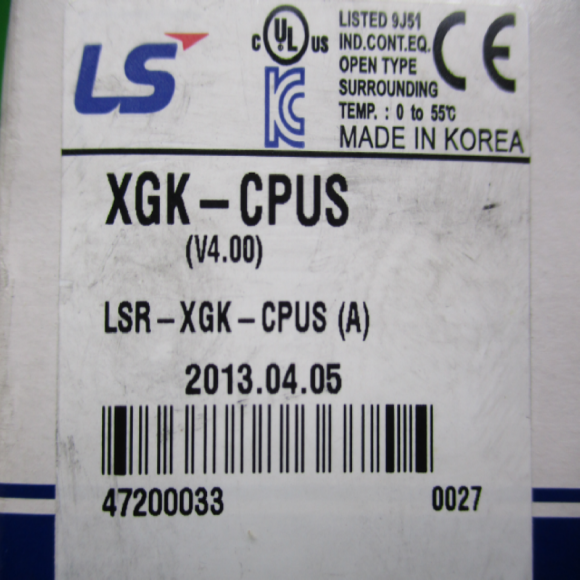 LS
c UL us
LISTED 9J51
IND.CONT.EQ.
OPEN TYPE
SURROUNDING
TEMP. : 0 to 55℃
CE
KC
MADE IN KOREA
XGK-CPUS
(V4.00)
LSR-XGK-CPUS (A)
2013.04.05
47200033 0027